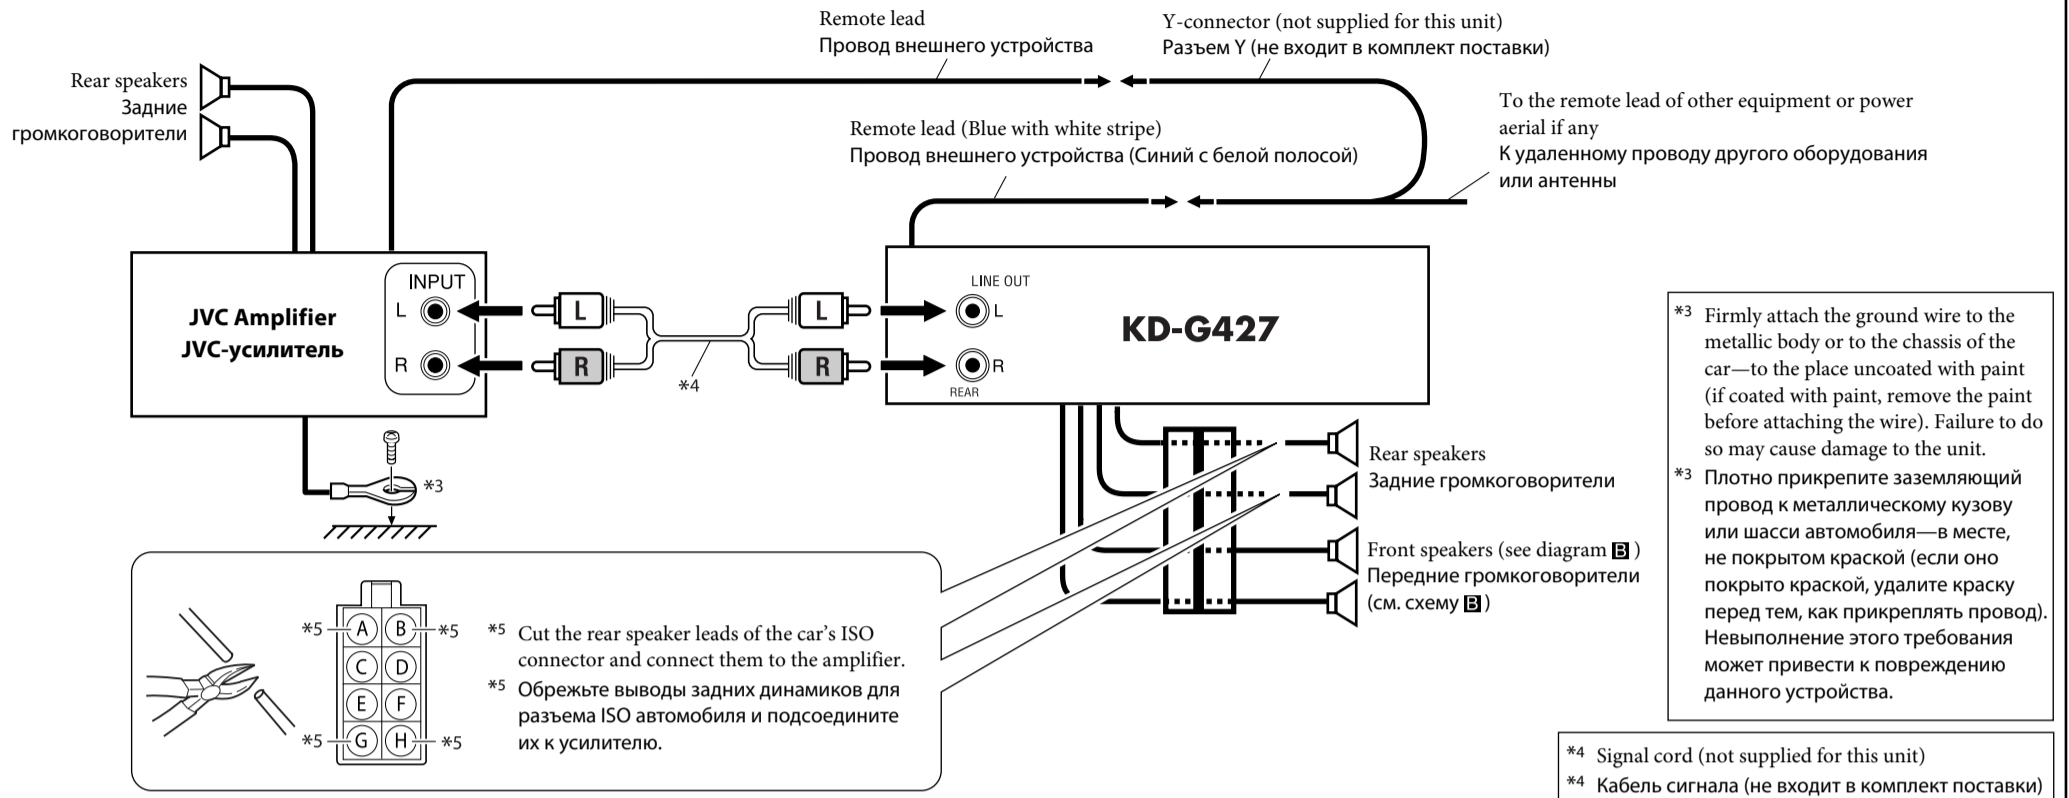 Remote lead
Провод внешнего устройства
Y-connector (not supplied for this unit)
Разъем Y (не входит в комплект поставки)
Rear speakers
Задние
громкоговорители
To the remote lead of other equipment or power
aerial if any
К удаленному проводу другого оборудования
или антенны
Remote lead (Blue with white stripe)
Провод внешнего устройства (Синий с белой полосой)
JVC Amplifier
JVC-усилитель
INPUT
L
R
L
R
*4
L
R
LINE OUT
L
R
REAR
KD-G427
*3
Rear speakers
Задние громкоговорители
Front speakers (see diagram B )
Передние громкоговорители
(см. схему B )
*5 A B *5
C D
E F
*5 G H *5
*5 Cut the rear speaker leads of the car's ISO
connector and connect them to the amplifier.
*5 Обрежьте выводы задних динамиков для
разъема ISO автомобиля и подсоедините
их к усилителю.
*3 Firmly attach the ground wire to the
metallic body or to the chassis of the
car—to the place uncoated with paint
(if coated with paint, remove the paint
before attaching the wire). Failure to do
so may cause damage to the unit.
*3 Плотно прикрепите заземляющий
провод к металлическому кузову
или шасси автомобиля—в месте,
не покрытом краской (если оно
покрыто краской, удалите краску
перед тем, как прикреплять провод).
Невыполнение этого требования
может привести к повреждению
данного устройства.
*4 Signal cord (not supplied for this unit)
*4 Кабель сигнала (не входит в комплект поставки)